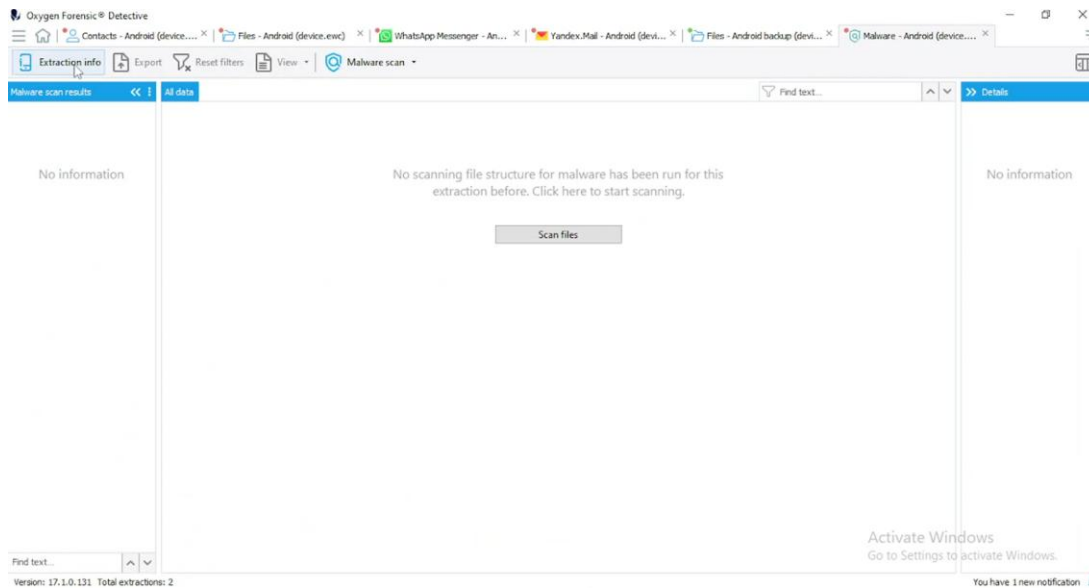 Oxygen Forensic® Detective
Contacts - Android (device.... Files - Android (device.ewc) WhatsApp Messenger - An... Yandex.Mail - Android (devi... Files - Android backup (devi... Malware - Android (device....
Extraction info Export Reset filters View Malware scan
Malware scan results All data Find text... Details
No information
No scanning file structure for malware has been run for this
extraction before. Click here to start scanning.
No information
Scan files
Activate Windows
Go to Settings to activate Windows.
Find text...
Version: 17.1.0.131 Total extractions: 2 You have 1 new notification